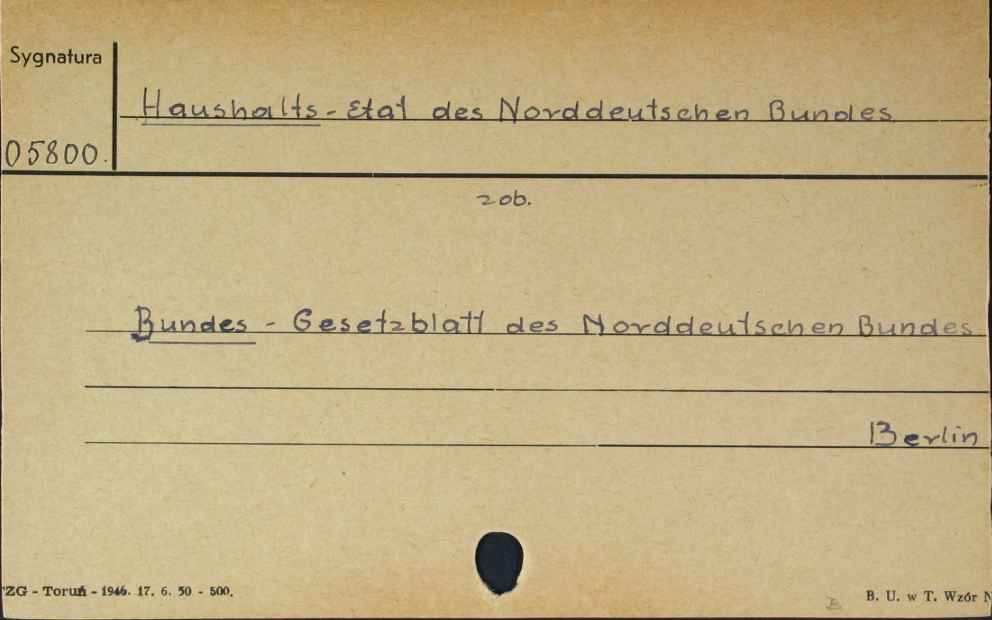 Sygnatura
Haushalts-Etat des Norddeutschen Bundes
05800.
zob.
Bundes - Gesetzblatt des Norddeutschen Bundes
Berlin
ZG - Toruń - 1946. 17. 6. 50 - 500.
B. U. w T. Wzór N